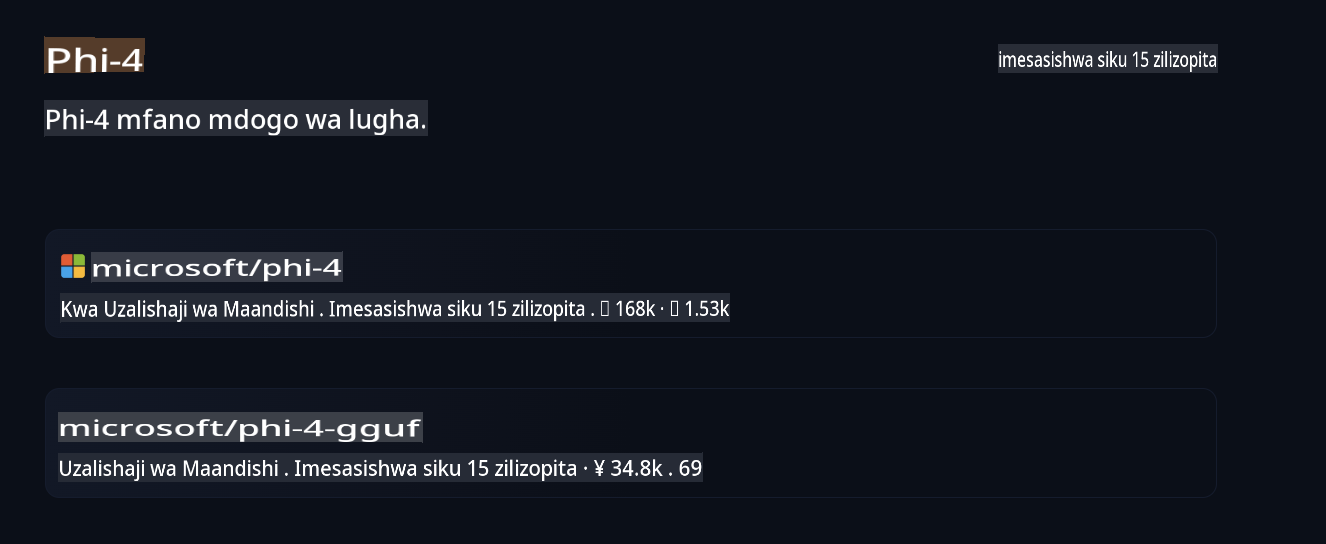 Phi-4
imesasishwa siku 15 zilizopita
Phi-4 mfano mdogo wa lugha.
microsoft/phi-4
Kwa Uzalishaji wa Maandishi . Imesasishwa siku 15 zilizopita . ▯ 168k · ▯ 1.53k
microsoft/phi-4-gguf
Uzalishaji wa Maandishi . Imesasishwa siku 15 zilizopita · ¥ 34.8k . 69